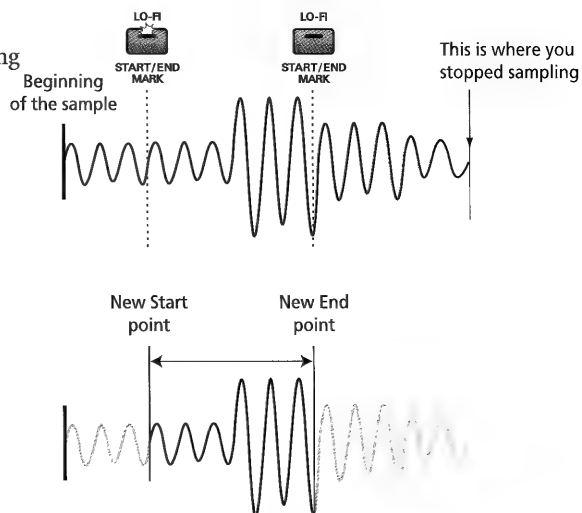 LO-FI
LO-FI
START/END
MARK
START/END
MARK
ng
Beginning
of the sample
This is where you
stopped sampling
New Start
point
New End
point